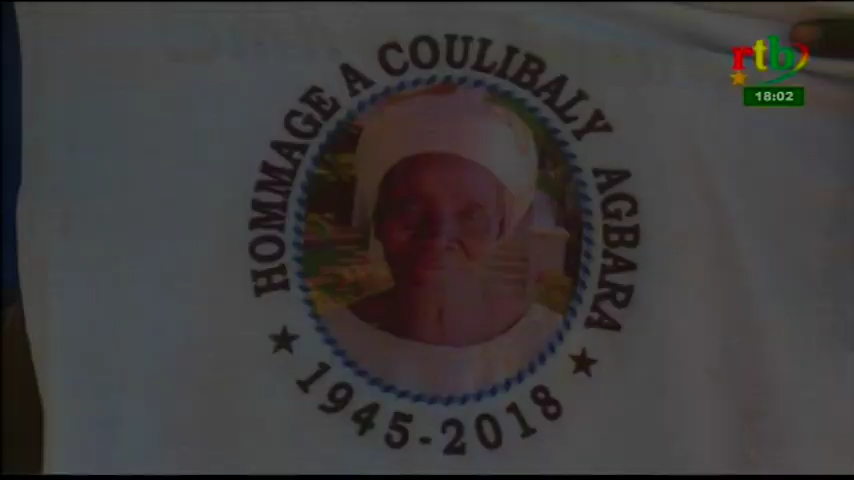 HOMMAGE A COULIBALY AGBARA
★ 1945-2018 ★
rtb
18:02